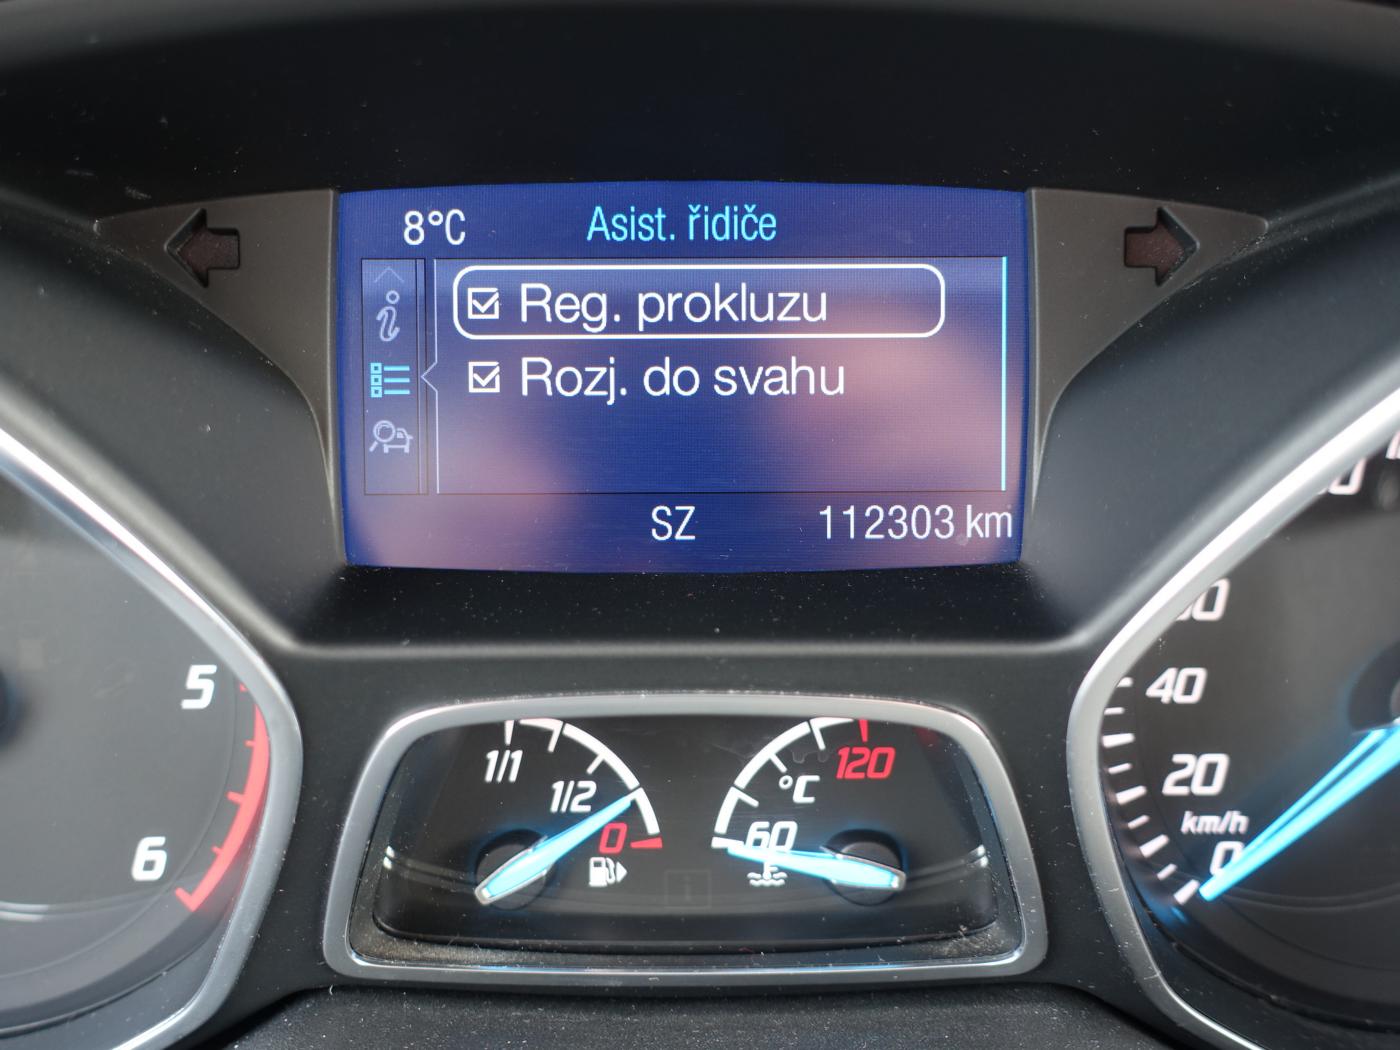 8°C Asist. řidiče
Reg. prokluzu
Rozj. do svahu
SZ 112303 km
5
6
1/1
1/2
0
°C
120
60
40
20
km/h
0